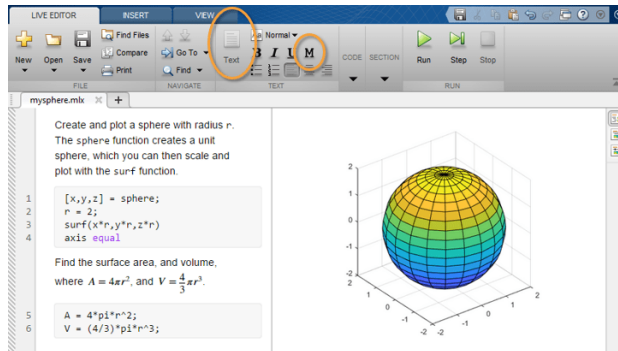 LIVE EDITOR INSERT VIEW
New Open Save
Find Files
Compare
Print
FILE
Go To
Find
NAVIGATE
Text
Aa Normal
B I U M
TEXT
CODE SECTION
Run Step Stop
RUN
mysphere.mlx × +
Create and plot a sphere with radius r.
The sphere function creates a unit
sphere, which you can then scale and
plot with the surf function.
1 [x,y,z] = sphere;
2 r = 2;
3 surf(x*r,y*r,z*r)
4 axis equal
Find the surface area, and volume,
where A = 4πr², and V = 4/3 πr³.
5 A = 4*pi*r^2;
6 V = (4/3)*pi*r^3;
2
1
0
-1
-2
2
1
0
-1
-2
-2
-1
0
1
2